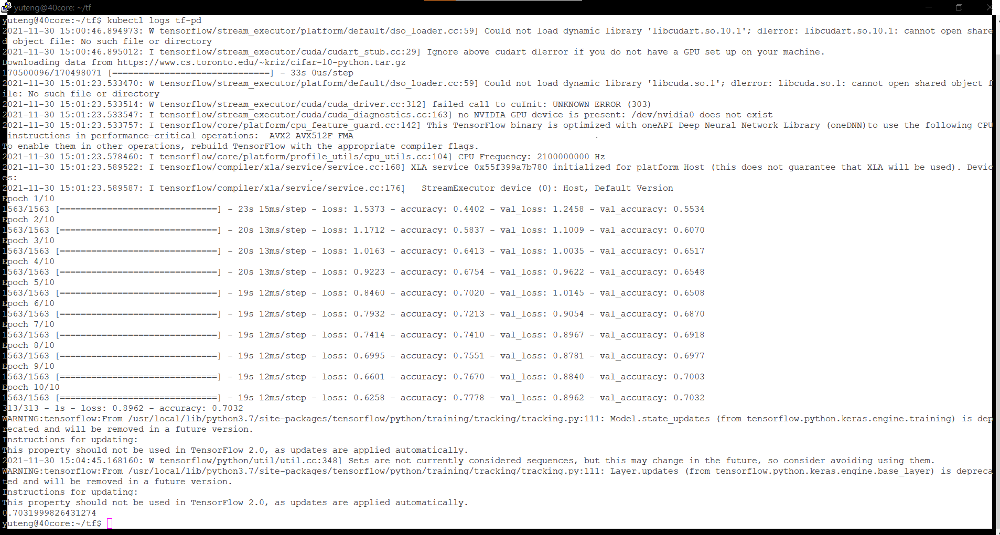 yuteng@40core: ~/tf
yuteng@40core:~/tf$ kubectl logs tf-pd
2021-11-30 15:00:46.894973: W tensorflow/stream_executor/platform/default/dso_loader.cc:59] Could not load dynamic library 'libcudart.so.10.1'; dlerror: libcudart.so.10.1: cannot open share
d object file: No such file or directory
2021-11-30 15:00:46.895012: I tensorflow/stream_executor/cuda/cudart_stub.cc:29] Ignore above cudart dlerror if you do not have a GPU set up on your machine.
Downloading data from https://www.cs.toronto.edu/~kriz/cifar-10-python.tar.gz
170500096/170498071 [==============================] - 33s 0us/step
2021-11-30 15:01:23.533470: W tensorflow/stream_executor/platform/default/dso_loader.cc:59] Could not load dynamic library 'libcuda.so.1'; dlerror: libcuda.so.1: cannot open shared object f
ile: No such file or directory
2021-11-30 15:01:23.533514: W tensorflow/stream_executor/cuda/cuda_driver.cc:312] failed call to cuInit: UNKNOWN ERROR (303)
2021-11-30 15:01:23.533547: I tensorflow/stream_executor/cuda/cuda_diagnostics.cc:163] no NVIDIA GPU device is present: /dev/nvidia0 does not exist
2021-11-30 15:01:23.533757: I tensorflow/core/platform/cpu_feature_guard.cc:142] This TensorFlow binary is optimized with oneAPI Deep Neural Network Library (oneDNN)to use the following CPU
 instructions in performance-critical operations:  AVX2 AVX512F FMA
To enable them in other operations, rebuild TensorFlow with the appropriate compiler flags.
2021-11-30 15:01:23.578460: I tensorflow/core/platform/profile_utils/cpu_utils.cc:104] CPU Frequency: 2100000000 Hz
2021-11-30 15:01:23.589522: I tensorflow/compiler/xla/service/service.cc:168] XLA service 0x55f399a7b780 initialized for platform Host (this does not guarantee that XLA will be used). Devic
es:
2021-11-30 15:01:23.589587: I tensorflow/compiler/xla/service/service.cc:176]   StreamExecutor device (0): Host, Default Version
Epoch 1/10
1563/1563 [==============================] - 23s 15ms/step - loss: 1.5373 - accuracy: 0.4402 - val_loss: 1.2458 - val_accuracy: 0.5534
Epoch 2/10
1563/1563 [==============================] - 20s 13ms/step - loss: 1.1712 - accuracy: 0.5837 - val_loss: 1.1009 - val_accuracy: 0.6070
Epoch 3/10
1563/1563 [==============================] - 20s 13ms/step - loss: 1.0163 - accuracy: 0.6413 - val_loss: 1.0035 - val_accuracy: 0.6517
Epoch 4/10
1563/1563 [==============================] - 20s 13ms/step - loss: 0.9223 - accuracy: 0.6754 - val_loss: 0.9622 - val_accuracy: 0.6548
Epoch 5/10
1563/1563 [==============================] - 19s 12ms/step - loss: 0.8460 - accuracy: 0.7020 - val_loss: 1.0145 - val_accuracy: 0.6508
Epoch 6/10
1563/1563 [==============================] - 19s 12ms/step - loss: 0.7932 - accuracy: 0.7213 - val_loss: 0.9054 - val_accuracy: 0.6870
Epoch 7/10
1563/1563 [==============================] - 19s 12ms/step - loss: 0.7414 - accuracy: 0.7410 - val_loss: 0.8967 - val_accuracy: 0.6918
Epoch 8/10
1563/1563 [==============================] - 19s 12ms/step - loss: 0.6995 - accuracy: 0.7551 - val_loss: 0.8781 - val_accuracy: 0.6977
Epoch 9/10
1563/1563 [==============================] - 19s 12ms/step - loss: 0.6601 - accuracy: 0.7670 - val_loss: 0.8840 - val_accuracy: 0.7003
Epoch 10/10
1563/1563 [==============================] - 19s 12ms/step - loss: 0.6258 - accuracy: 0.7778 - val_loss: 0.8962 - val_accuracy: 0.7032
313/313 - 1s - loss: 0.8962 - accuracy: 0.7032
WARNING:tensorflow:From /usr/local/lib/python3.7/site-packages/tensorflow/python/training/tracking/tracking.py:111: Model.state_updates (from tensorflow.python.keras.engine.training) is dep
recated and will be removed in a future version.
Instructions for updating:
This property should not be used in TensorFlow 2.0, as updates are applied automatically.
2021-11-30 15:04:45.168160: W tensorflow/python/util/util.cc:348] Sets are not currently considered sequences, but this may change in the future, so consider avoiding using them.
WARNING:tensorflow:From /usr/local/lib/python3.7/site-packages/tensorflow/python/training/tracking/tracking.py:111: Layer.updates (from tensorflow.python.keras.engine.base_layer) is depreca
ted and will be removed in a future version.
Instructions for updating:
This property should not be used in TensorFlow 2.0, as updates are applied automatically.
0.7031999826431274
yuteng@40core:~/tf$